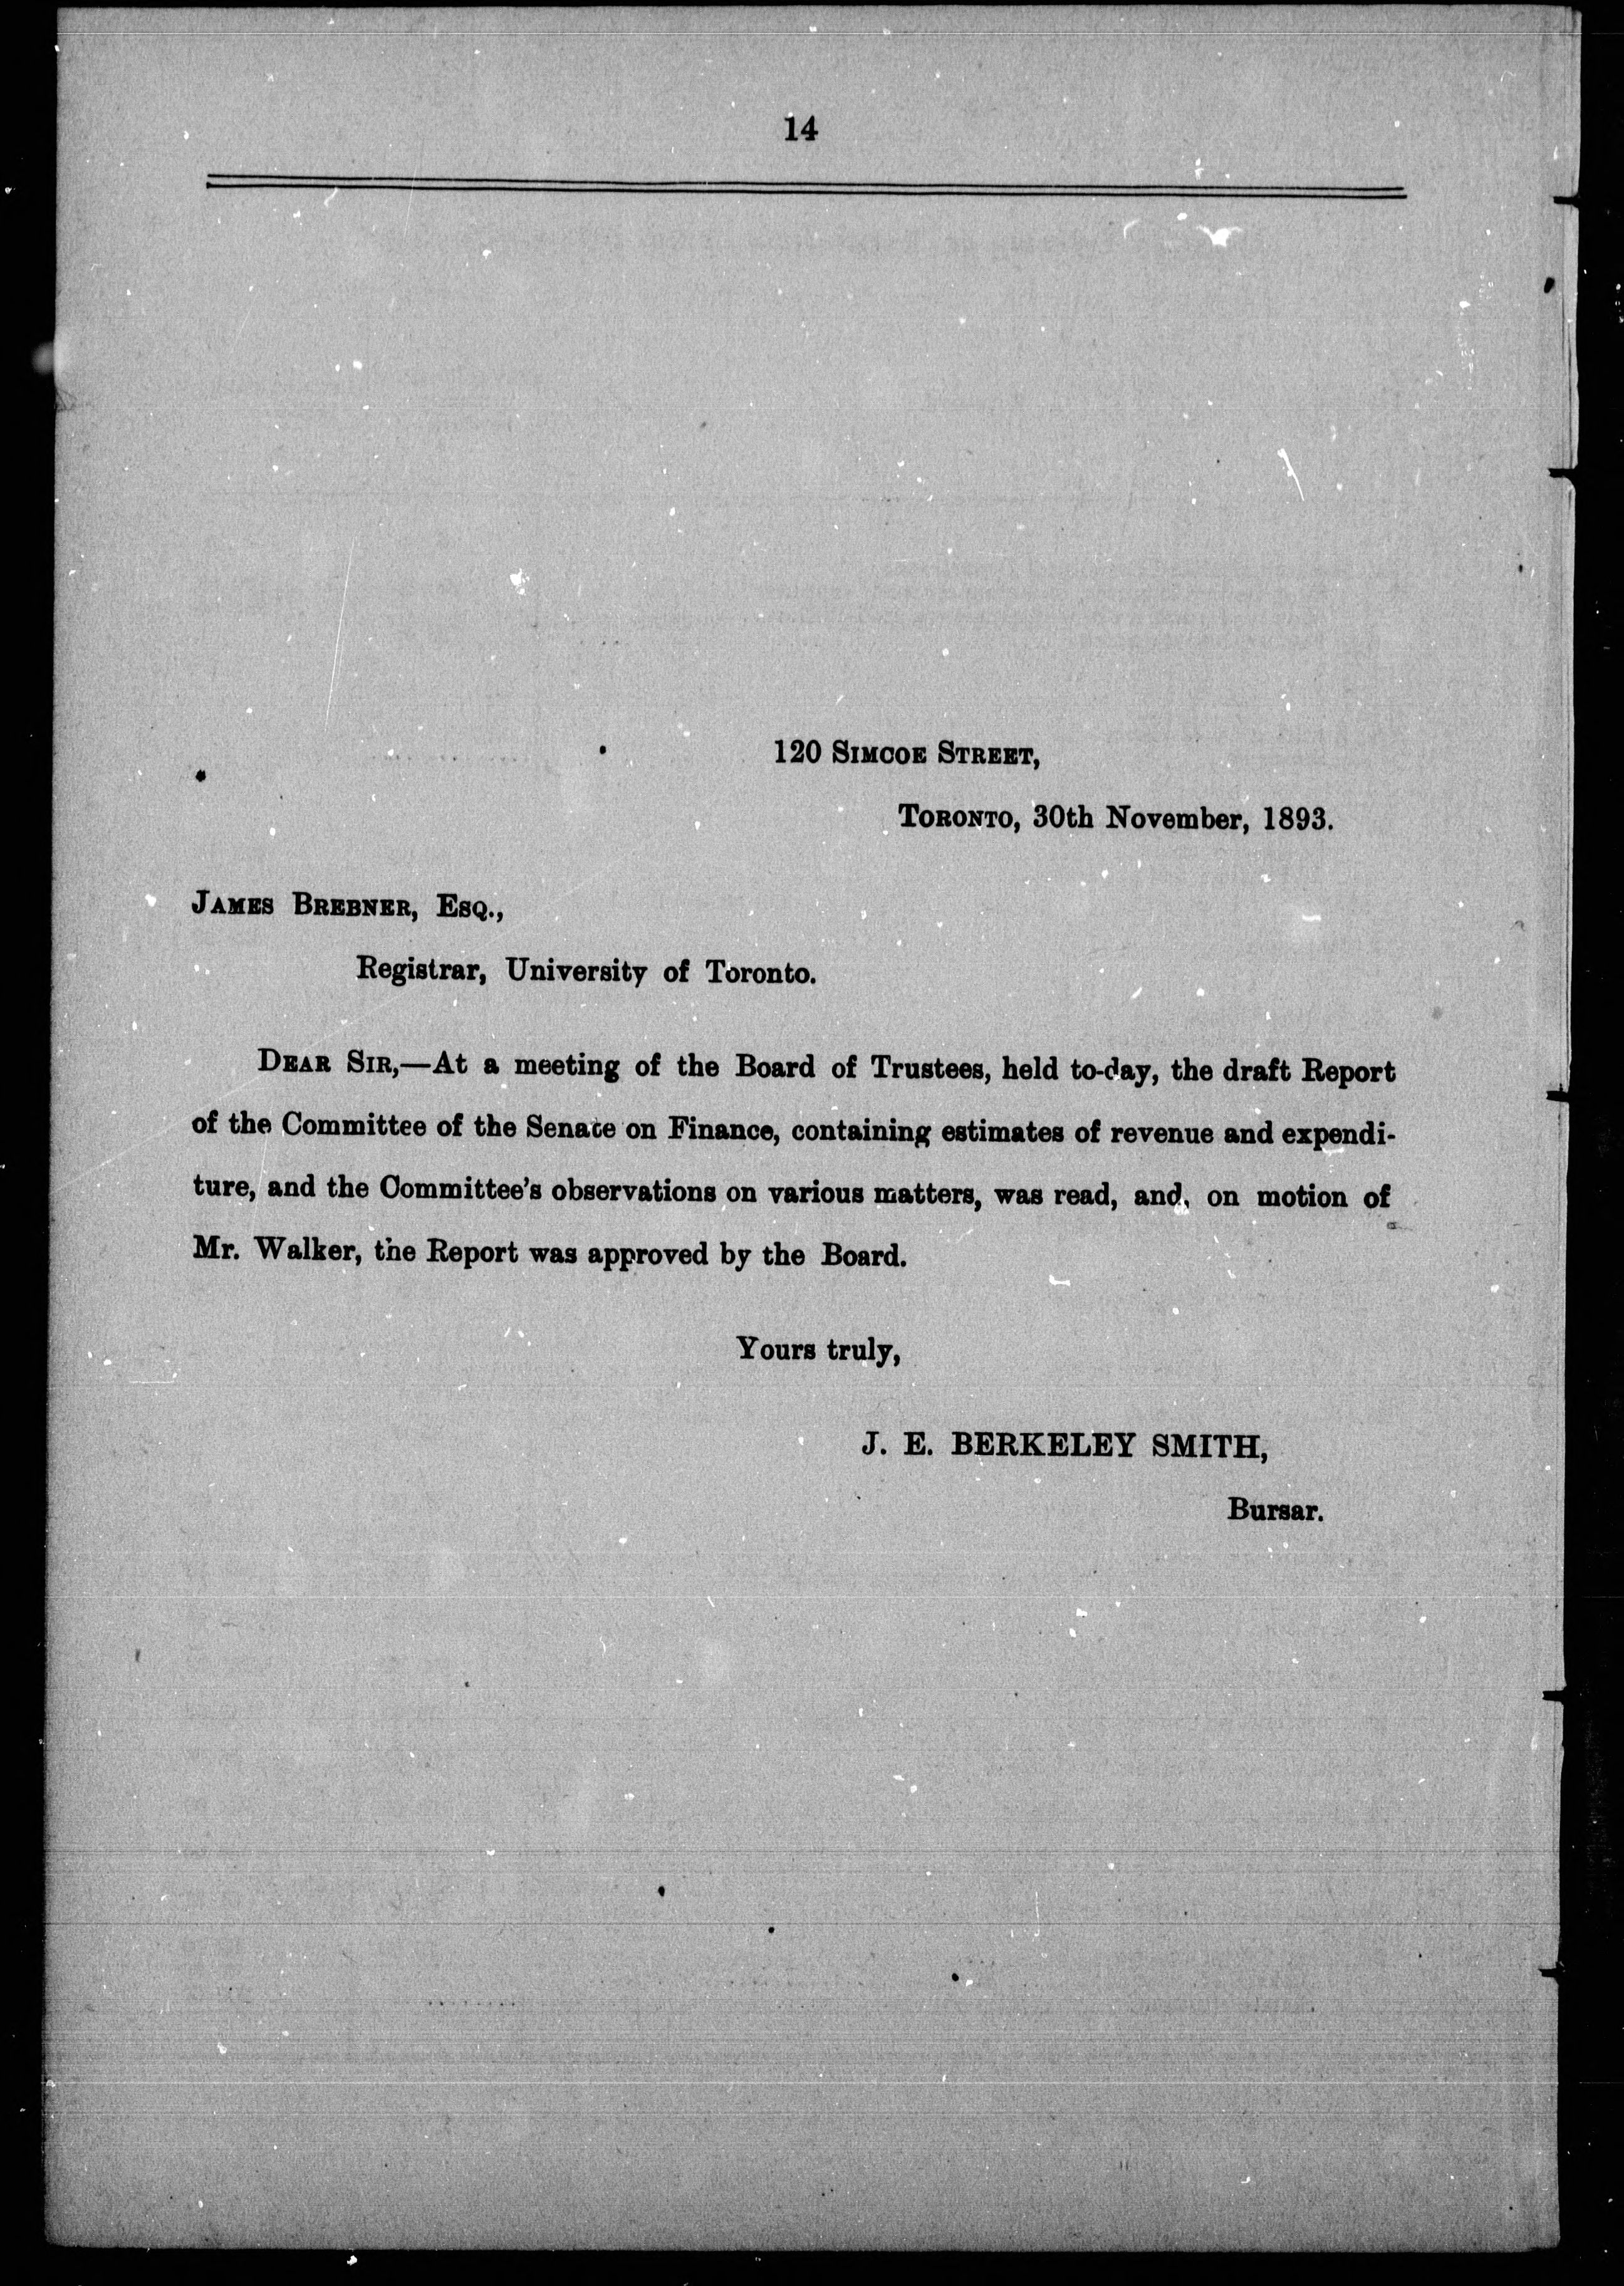 14
120 Simcoe Street,
Toronto, 30th November, 1893.
James Brebner, Esq.,
Registrar, University of Toronto.
Dear Sir,—At a meeting of the Board of Trustees, held to-day, the draft Report
of the Committee of the Senate on Finance, containing estimates of revenue and expendi-
ture, and the Committee's observations on various matters, was read, and, on motion of
Mr. Walker, the Report was approved by the Board.
Yours truly,
J. E. BERKELEY SMITH,
Bursar.